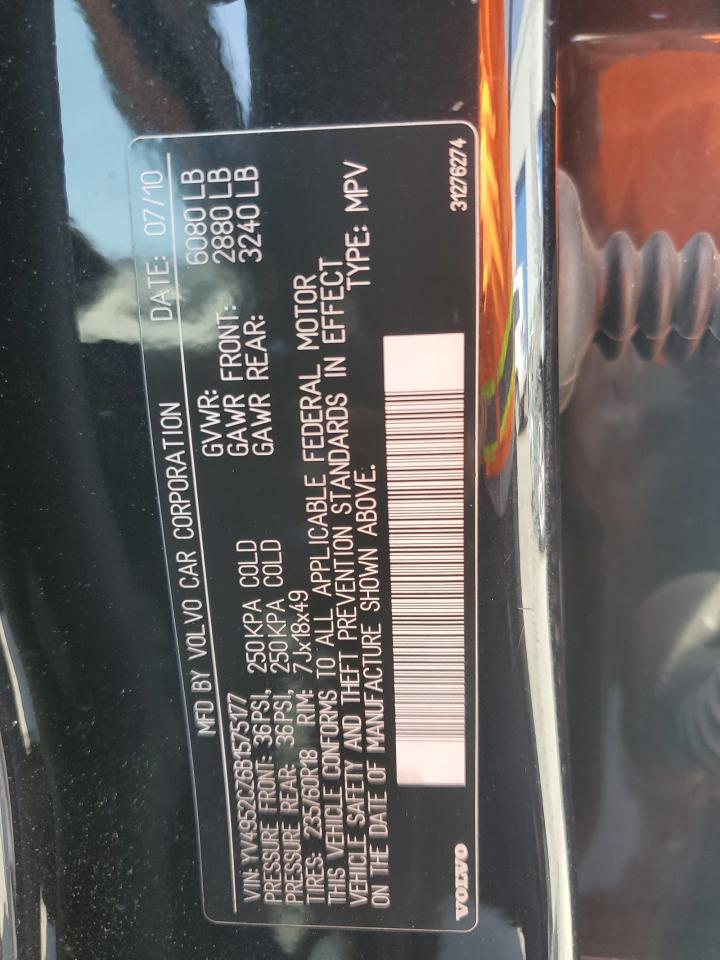 MFD BY VOLVO CAR CORPORATION DATE: 07/10
GVWR: 6080 LB
GAWR FRONT: 2880 LB
GAWR REAR: 3240 LB
VIN: YV4952CZ6B1575177
PRESSURE FRONT: 36PSI, 250KPA COLD
PRESSURE REAR: 36PSI, 250KPA COLD
TIRES: 235/60R18 RIM: 7Jx18x49
THIS VEHICLE CONFORMS TO ALL APPLICABLE FEDERAL MOTOR
VEHICLE SAFETY AND THEFT PREVENTION STANDARDS IN EFFECT
ON THE DATE OF MANUFACTURE SHOWN ABOVE. TYPE: MPV
VOLVO 31276274